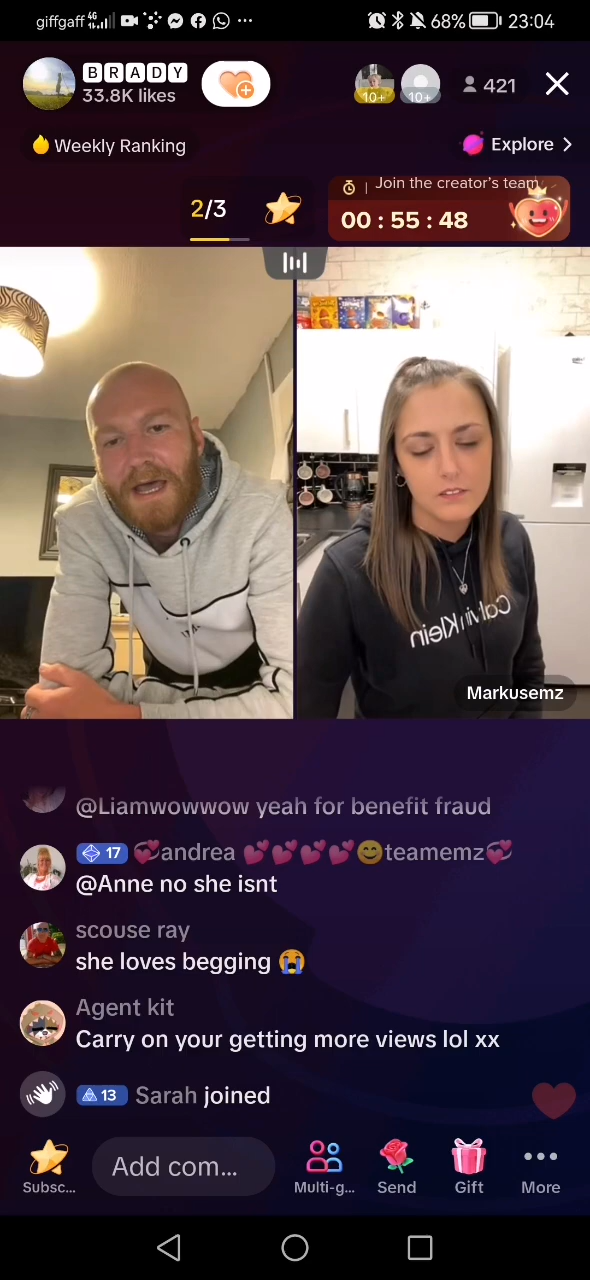 giffgaff 4G 68% 23:04
BRADY
33.8K likes
10+ 10+ 421
Weekly Ranking
Explore
2/3
Join the creator's team
00 : 55 : 48
Calvin Klein
Markusemz
@Liamwowwow yeah for benefit fraud
17 💞andrea 💕💕💕💕😊teamemz💞
@Anne no she isnt
scouse ray
she loves begging 😭
Agent kit
Carry on your getting more views lol xx
13 Sarah joined
Add com...
Subsc... Multi-g... Send Gift More